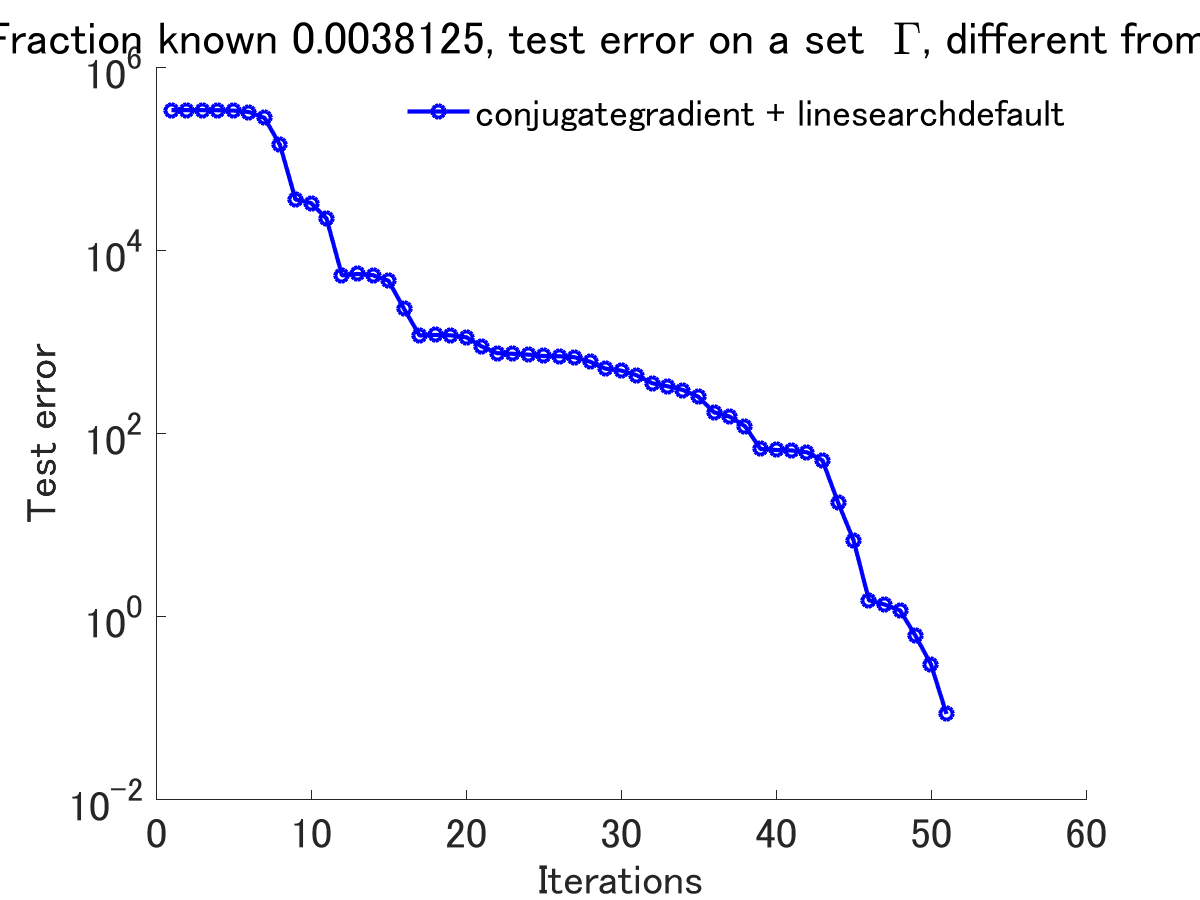 Fraction known 0.0038125, test error on a set Γ, different from
conjugategradient + linesearchdefault
Test error
10^6
10^4
10^2
10^0
10^-2
0 10 20 30 40 50 60
Iterations